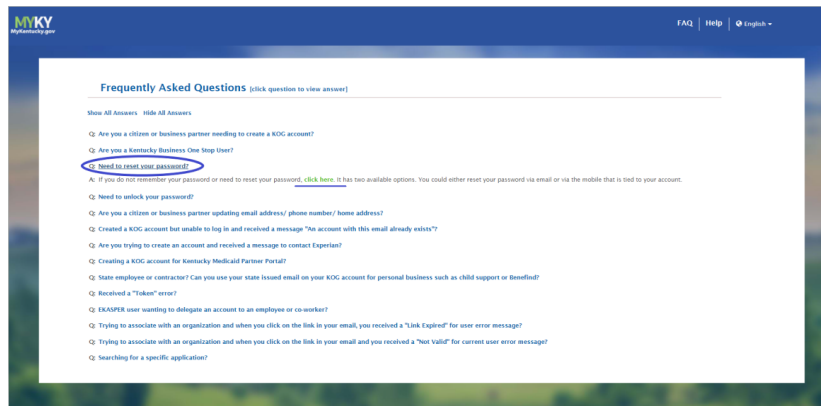 MYKY
MyKentucky.gov
FAQ | Help | English
Frequently Asked Questions [click question to view answer]
Show All Answers Hide All Answers
Q: Are you a citizen or business partner needing to create a KOG account?
Q: Are you a Kentucky Business One Stop User?
Q: Need to reset your password?
A: If you do not remember your password or need to reset your password, click here. It has two available options. You could either reset your password via email or via the mobile that is tied to your account.
Q: Need to unlock your password?
Q: Are you a citizen or business partner updating email address/ phone number/ home address?
Q: Created a KOG account but unable to log in and received a message "An account with this email already exists"?
Q: Are you trying to create an account and received a message to contact Experian?
Q: Creating a KOG account for Kentucky Medicaid Partner Portal?
Q: State employee or contractor? Can you use your state issued email on your KOG account for personal business such as child support or Benefind?
Q: Received a "Token" error?
Q: EKASPER user wanting to delegate an account to an employee or co-worker?
Q: Trying to associate with an organization and when you click on the link in your email, you received a "Link Expired" for user error message?
Q: Trying to associate with an organization and when you click on the link in your email and you received a "Not Valid" for current user error message?
Q: Searching for a specific application?